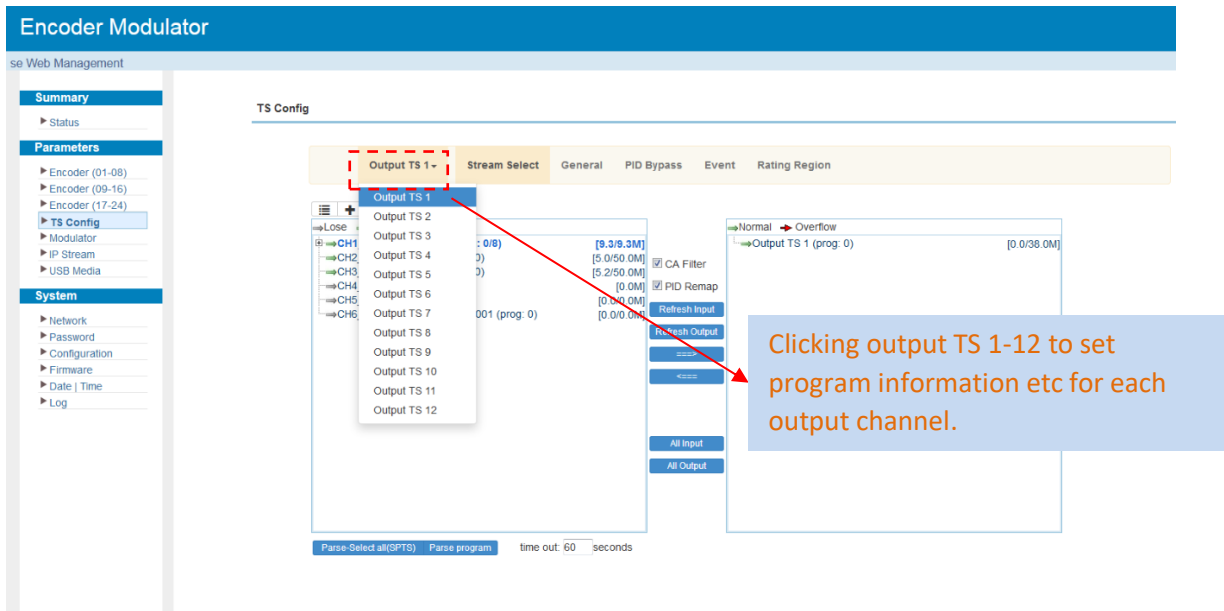 Encoder Modulator
se Web Management
Summary
Status
Parameters
Encoder (01-08)
Encoder (09-16)
Encoder (17-24)
TS Config
Modulator
IP Stream
USB Media
System
Network
Password
Configuration
Firmware
Date | Time
Log
TS Config
Output TS 1 Stream Select General PID Bypass Event Rating Region
Output TS 1
Output TS 2
Output TS 3
Output TS 4
Output TS 5
Output TS 6
Output TS 7
Output TS 8
Output TS 9
Output TS 10
Output TS 11
Output TS 12
Lose
CH1 : 0/8) [9.3/9.3M]
CH2_ 0) [5.0/50.0M]
CH3_ 0) [5.2/50.0M]
CH4_ [0.0M]
CH5_ [0.0/0.0M]
CH6_ 001 (prog: 0) [0.0/0.0M]
CA Filter
PID Remap
Refresh Input
Refresh Output
===>
<===
All Input
All Output
Normal Overflow
Output TS 1 (prog: 0) [0.0/38.0M]
Clicking output TS 1-12 to set
program information etc for each
output channel.
Parse-Select all(SPTS) Parse program time out: 60 seconds